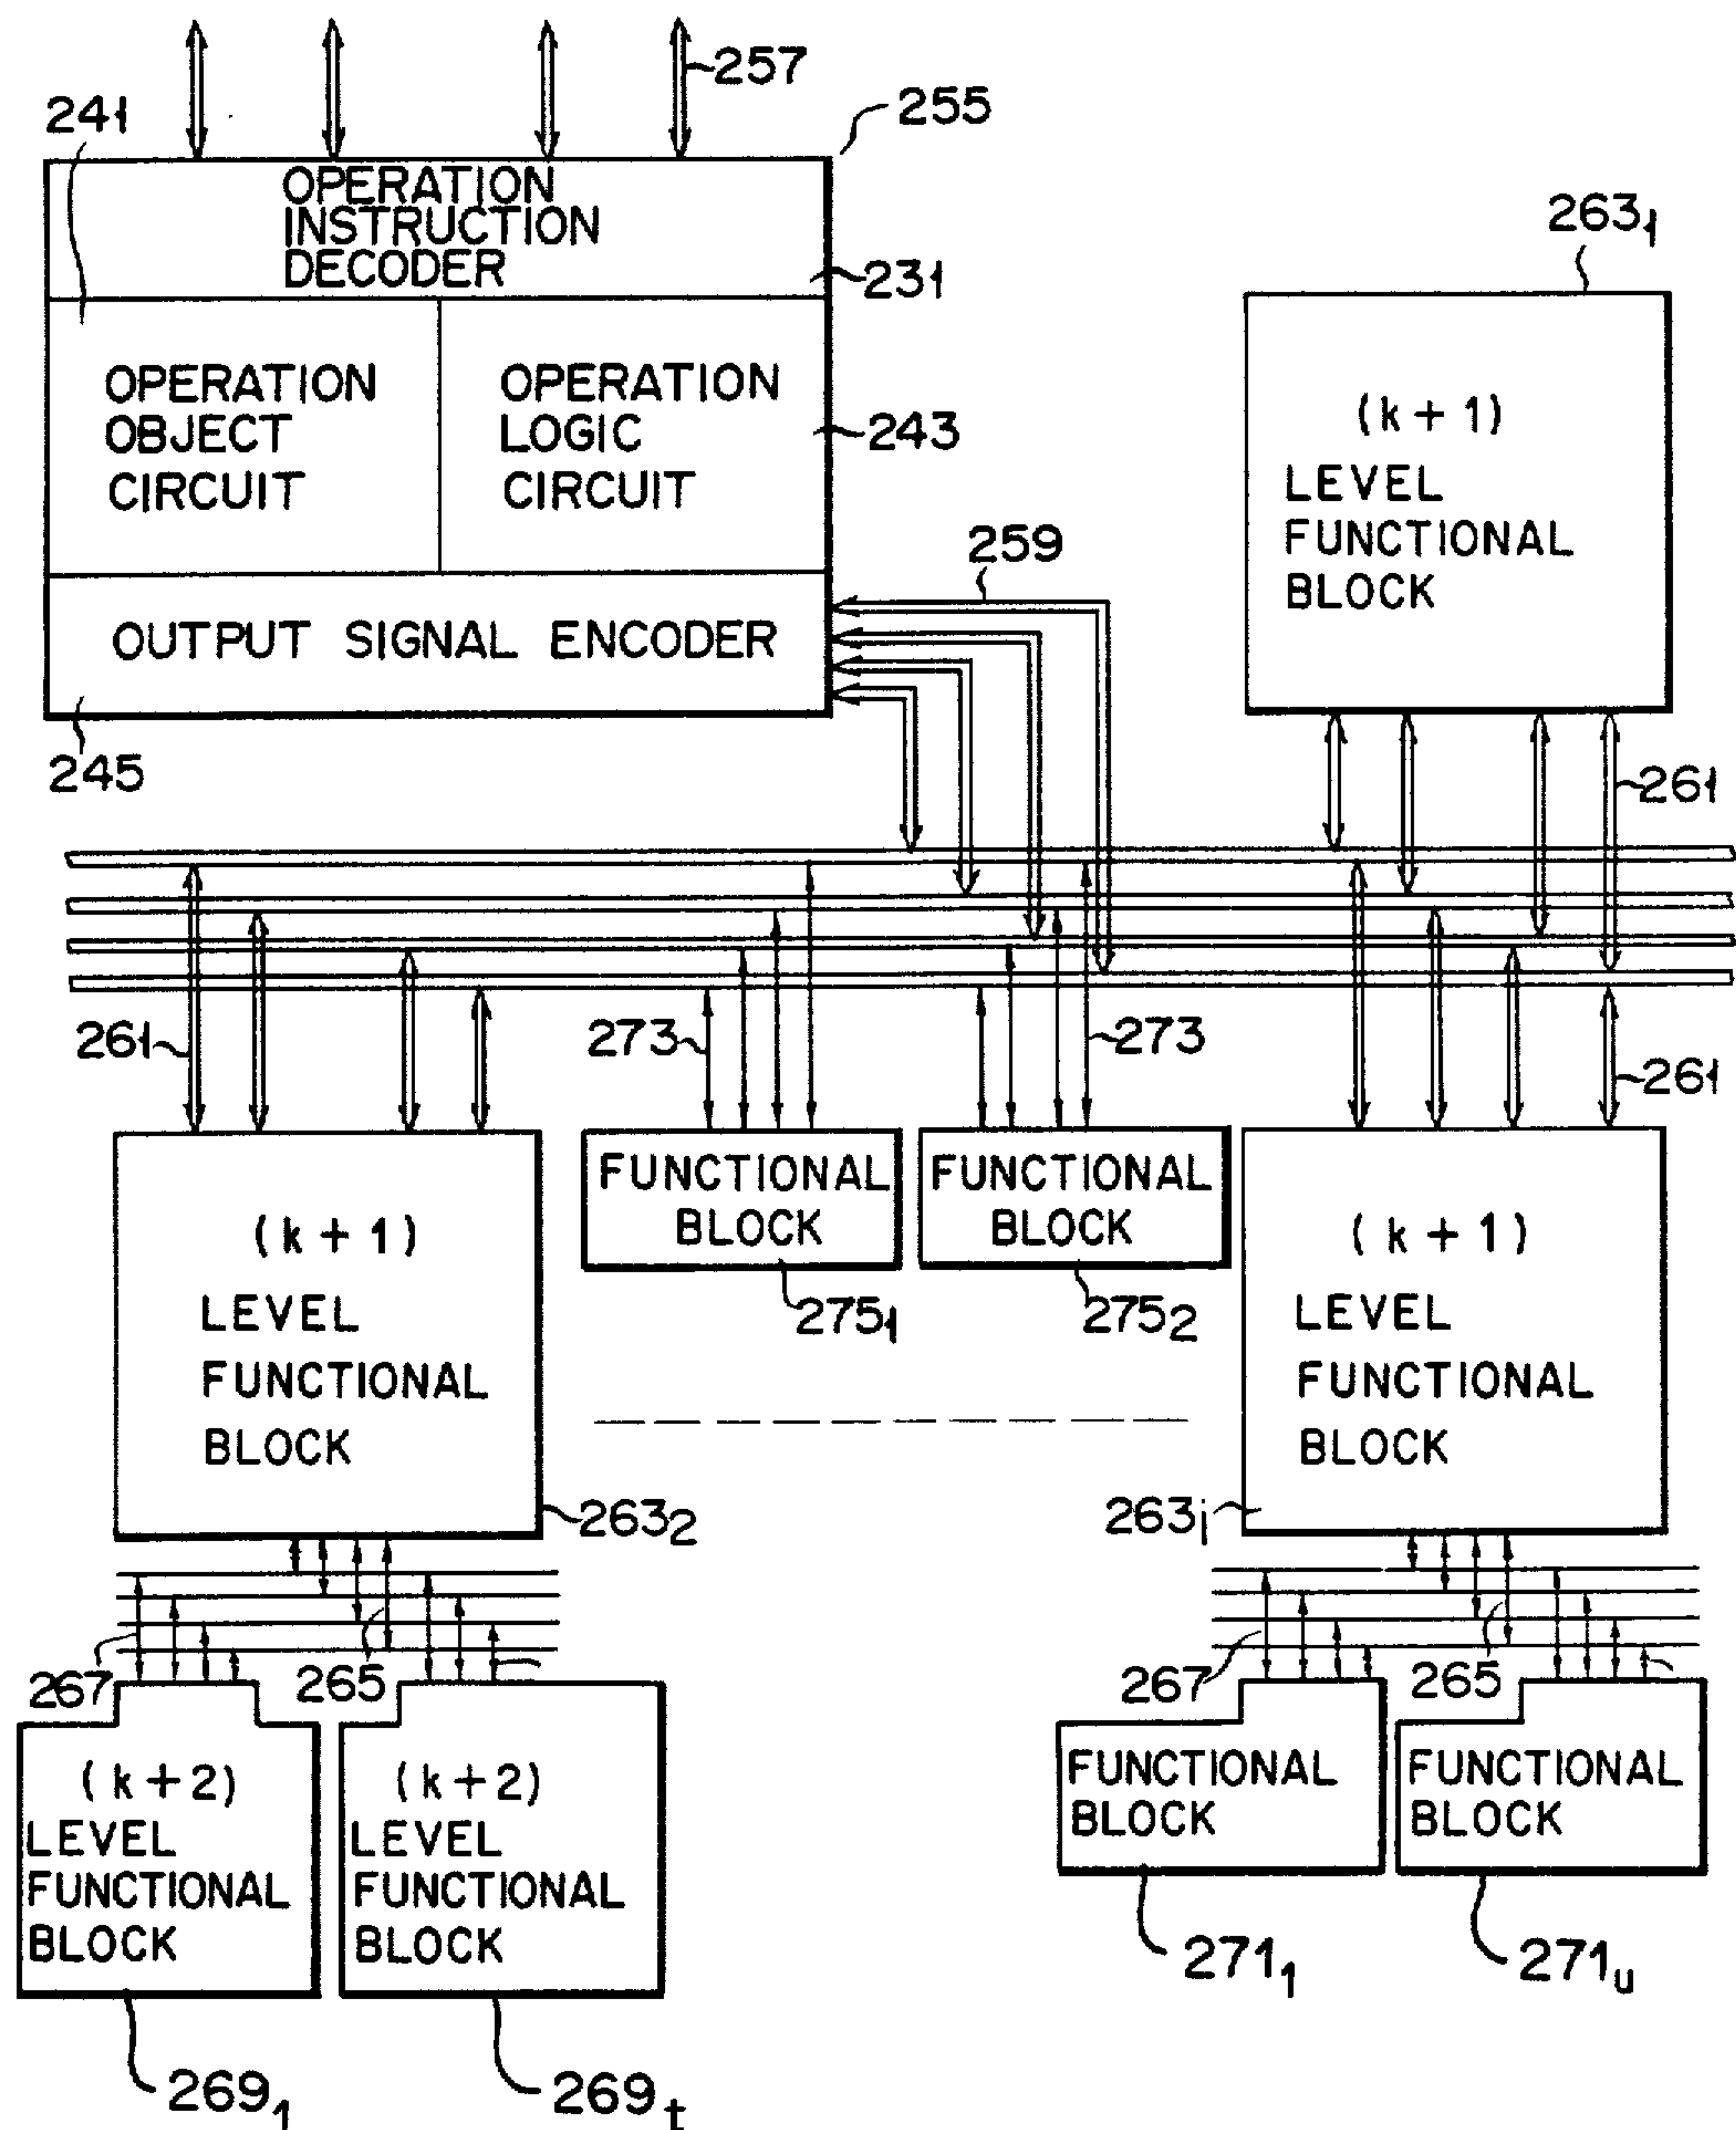 257
255
241
OPERATION
INSTRUCTION
DECODER
231
263₁
OPERATION
OBJECT
CIRCUIT
OPERATION
LOGIC
CIRCUIT
243
(k + 1)
LEVEL
FUNCTIONAL
BLOCK
259
OUTPUT SIGNAL ENCODER
245
261
261
273
273
261
(k + 1)
LEVEL
FUNCTIONAL
BLOCK
FUNCTIONAL
BLOCK
FUNCTIONAL
BLOCK
(k + 1)
LEVEL
FUNCTIONAL
BLOCK
275₁
275₂
263₂
263i
267
265
267
265
(k+2)
LEVEL
FUNCTIONAL
BLOCK
(k+2)
LEVEL
FUNCTIONAL
BLOCK
FUNCTIONAL
BLOCK
FUNCTIONAL
BLOCK
271₁
271u
269₁
269t